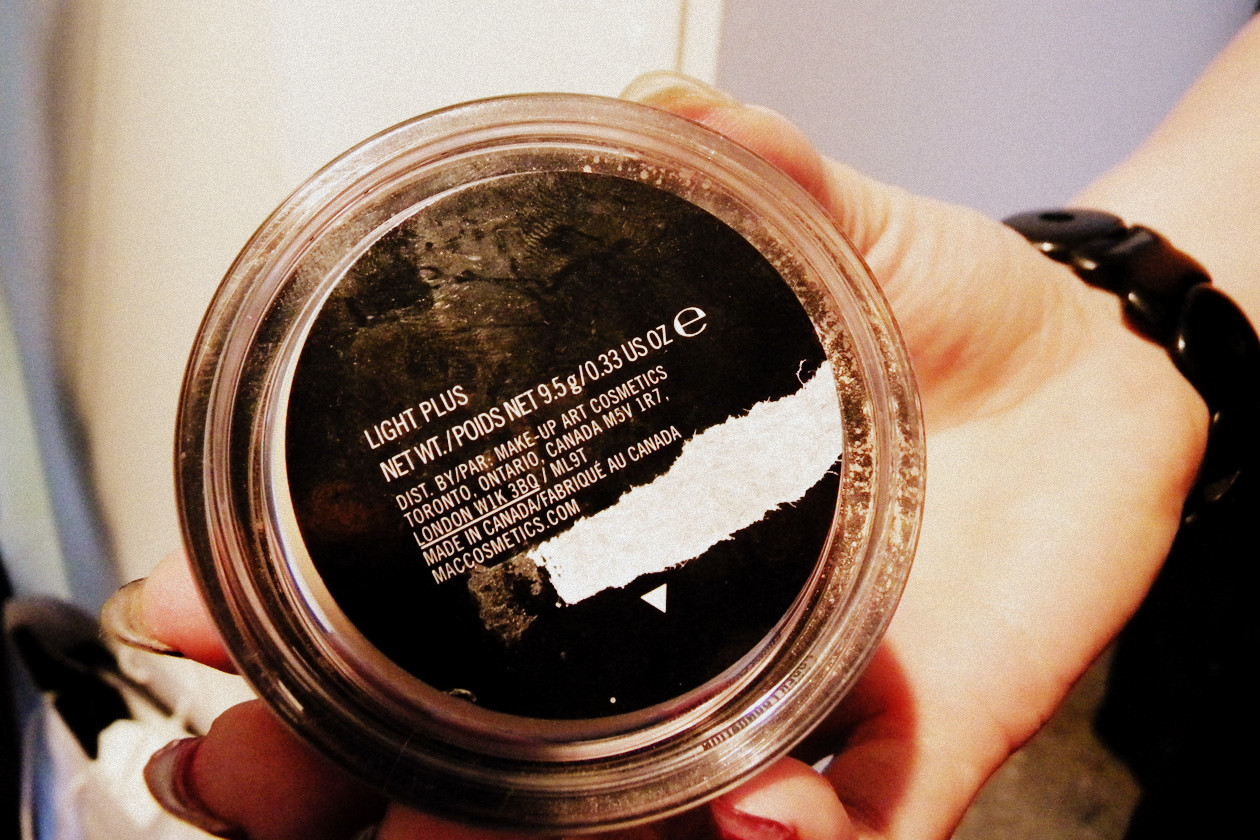 LIGHT PLUS
NET WT./POIDS NET 9.5 g/0.33 US OZ ℮
DIST. BY/PAR. MAKE-UP ART COSMETICS
TORONTO, ONTARIO, CANADA M5V 1R7,
LONDON W1K 3BQ / ML9T
MADE IN CANADA/FABRIQUÉ AU CANADA
MACCOSMETICS.COM